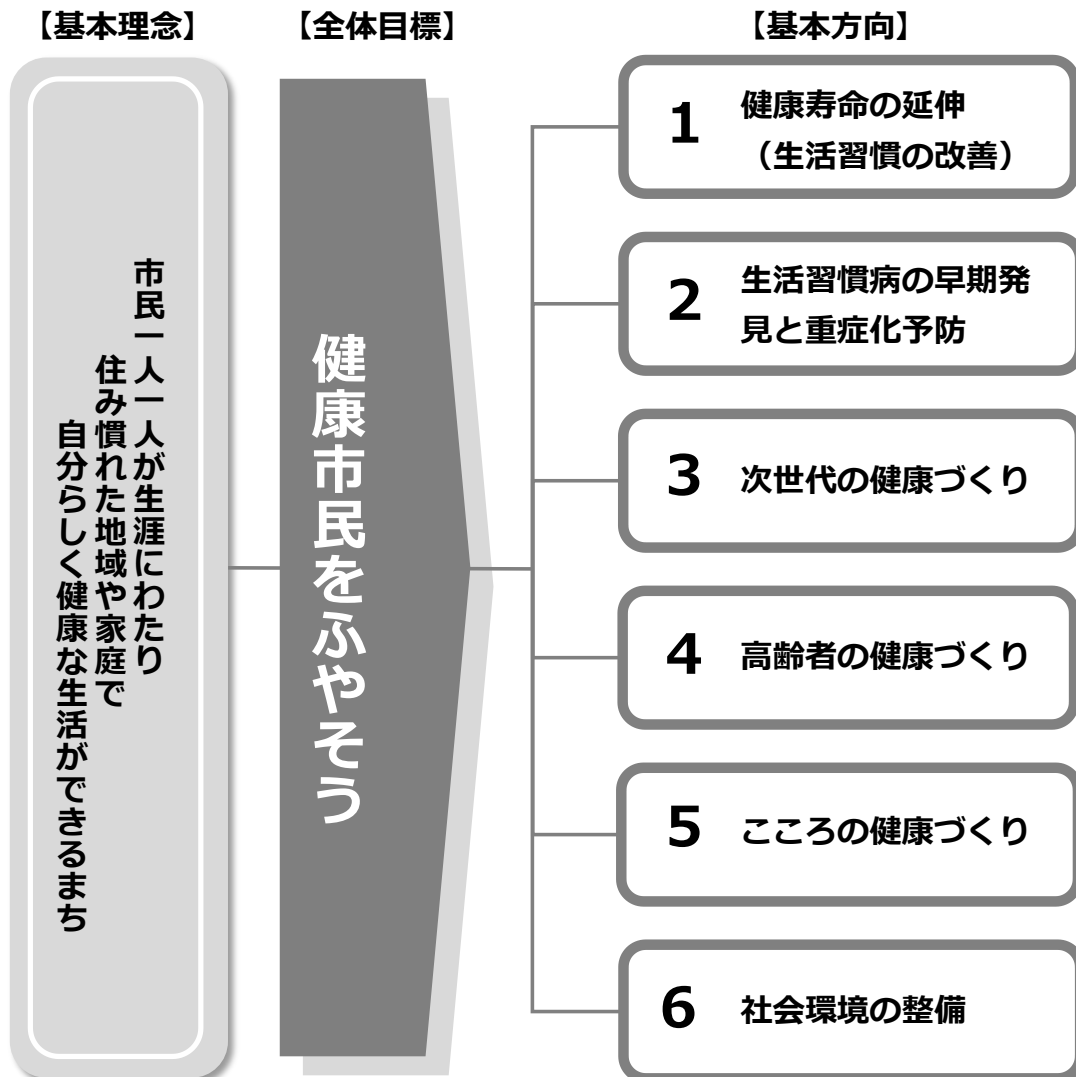 【基本理念】
【全体目標】
【基本方向】
市民一人一人が生涯にわたり
住み慣れた地域や家庭で
自分らしく健康な生活ができるまち
健康市民をふやそう
1 健康寿命の延伸
（生活習慣の改善）
2 生活習慣病の早期発
見と重症化予防
3 次世代の健康づくり
4 高齢者の健康づくり
5 こころの健康づくり
6 社会環境の整備